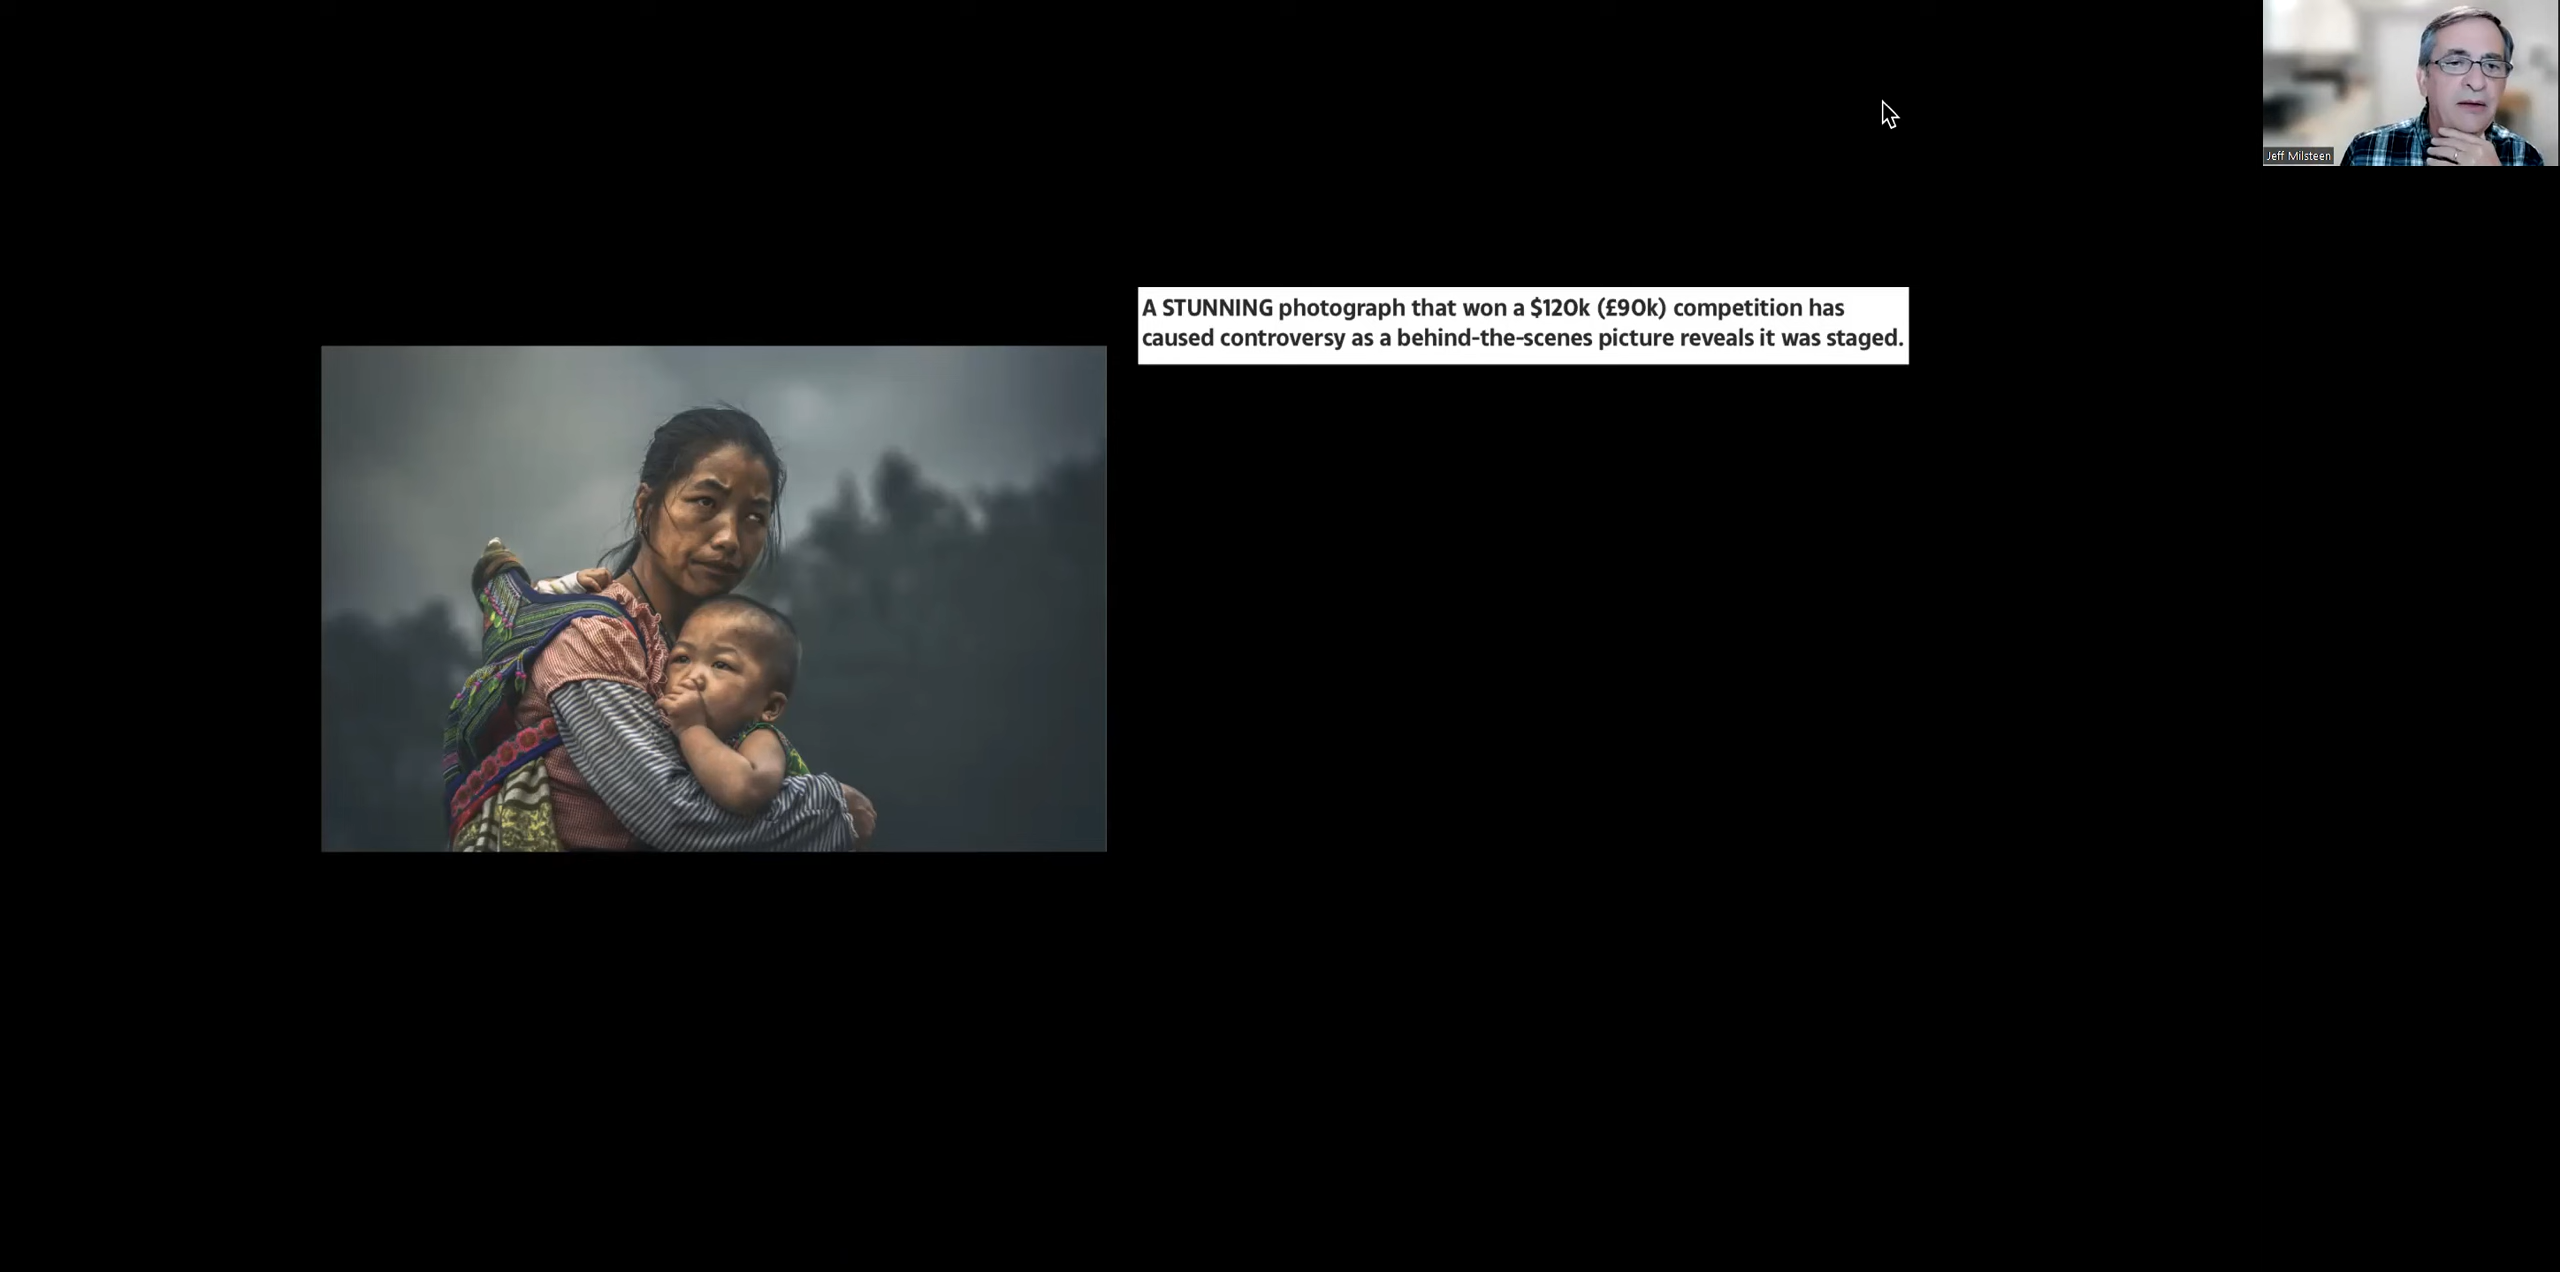 Jeff Milsteen
A STUNNING photograph that won a $120k (£90k) competition has
caused controversy as a behind-the-scenes picture reveals it was staged.